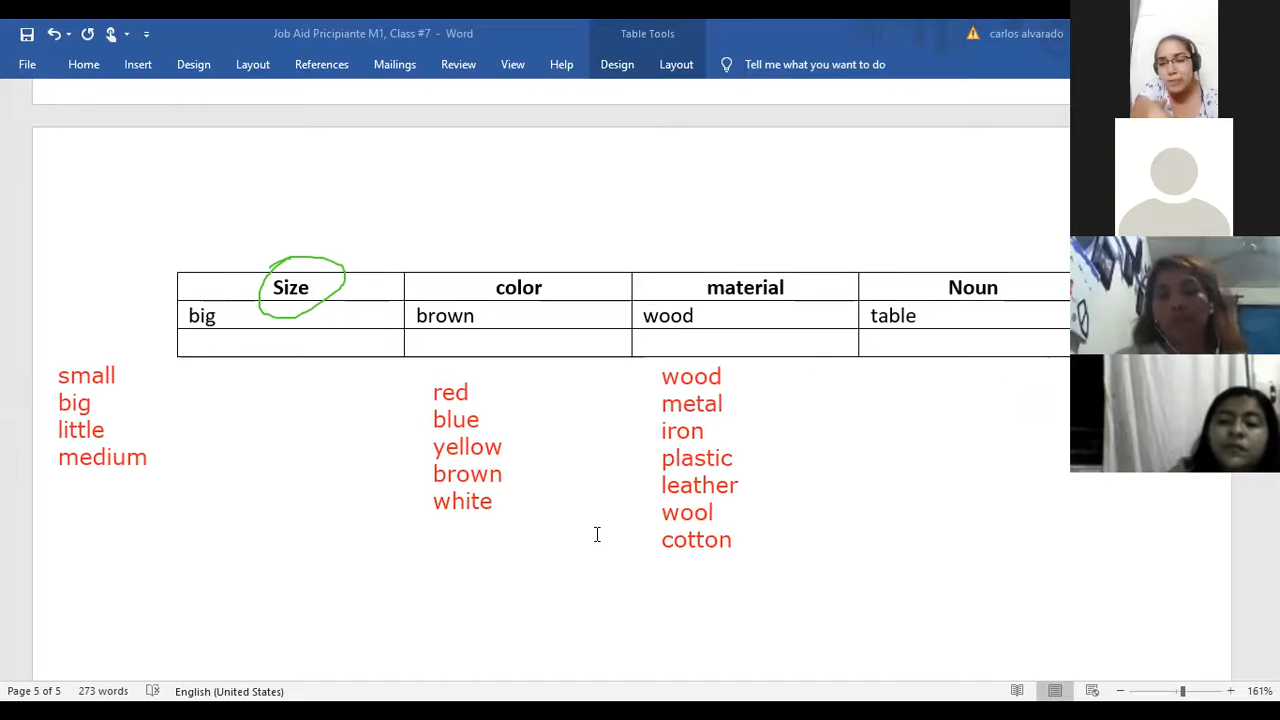 Job Aid Pricipiante M1, Class #7 - Word
Table Tools
carlos alvarado
File Home Insert Design Layout References Mailings Review View Help Design Layout Tell me what you want to do
Size color material Noun
big brown wood table
small
big
little
medium
red
blue
yellow
brown
white
wood
metal
iron
plastic
leather
wool
cotton
Page 5 of 5 273 words English (United States) 161%